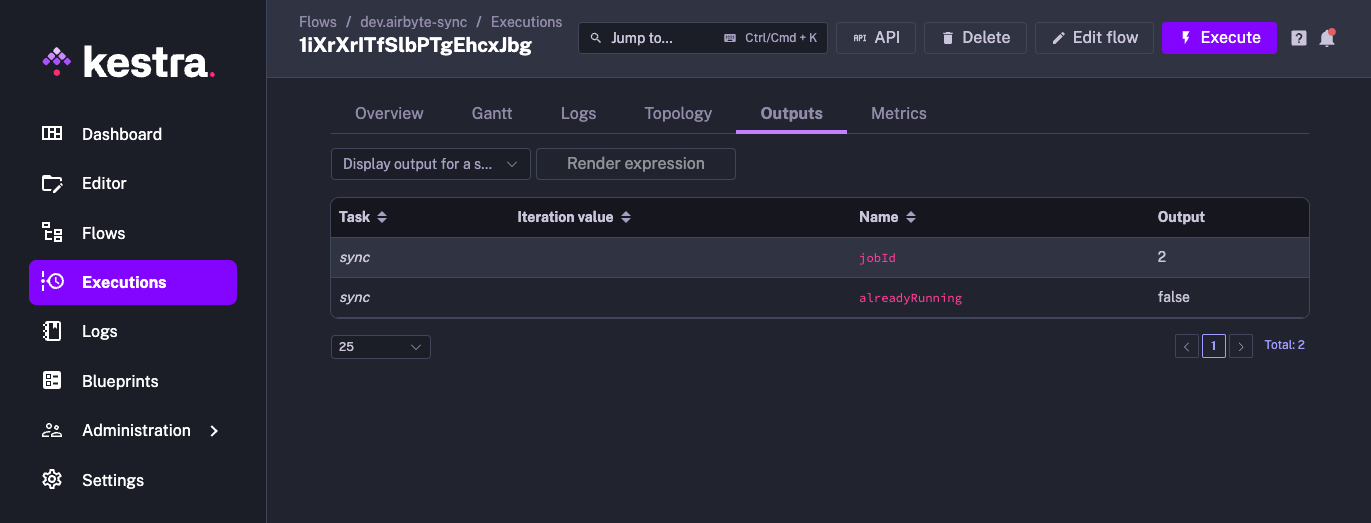 Flows / dev.airbyte-sync / Executions
1iXrXrITfSlbPTgEhcxJbg
Jump to... Ctrl/Cmd + K
API API
Delete
Edit flow
Execute
?
kestra.
Dashboard
Editor
Flows
Executions
Logs
Blueprints
Administration
Settings
Overview Gantt Logs Topology Outputs Metrics
Display output for a s... Render expression
Task Iteration value Name Output
sync jobId 2
sync alreadyRunning false
25 1 Total: 2